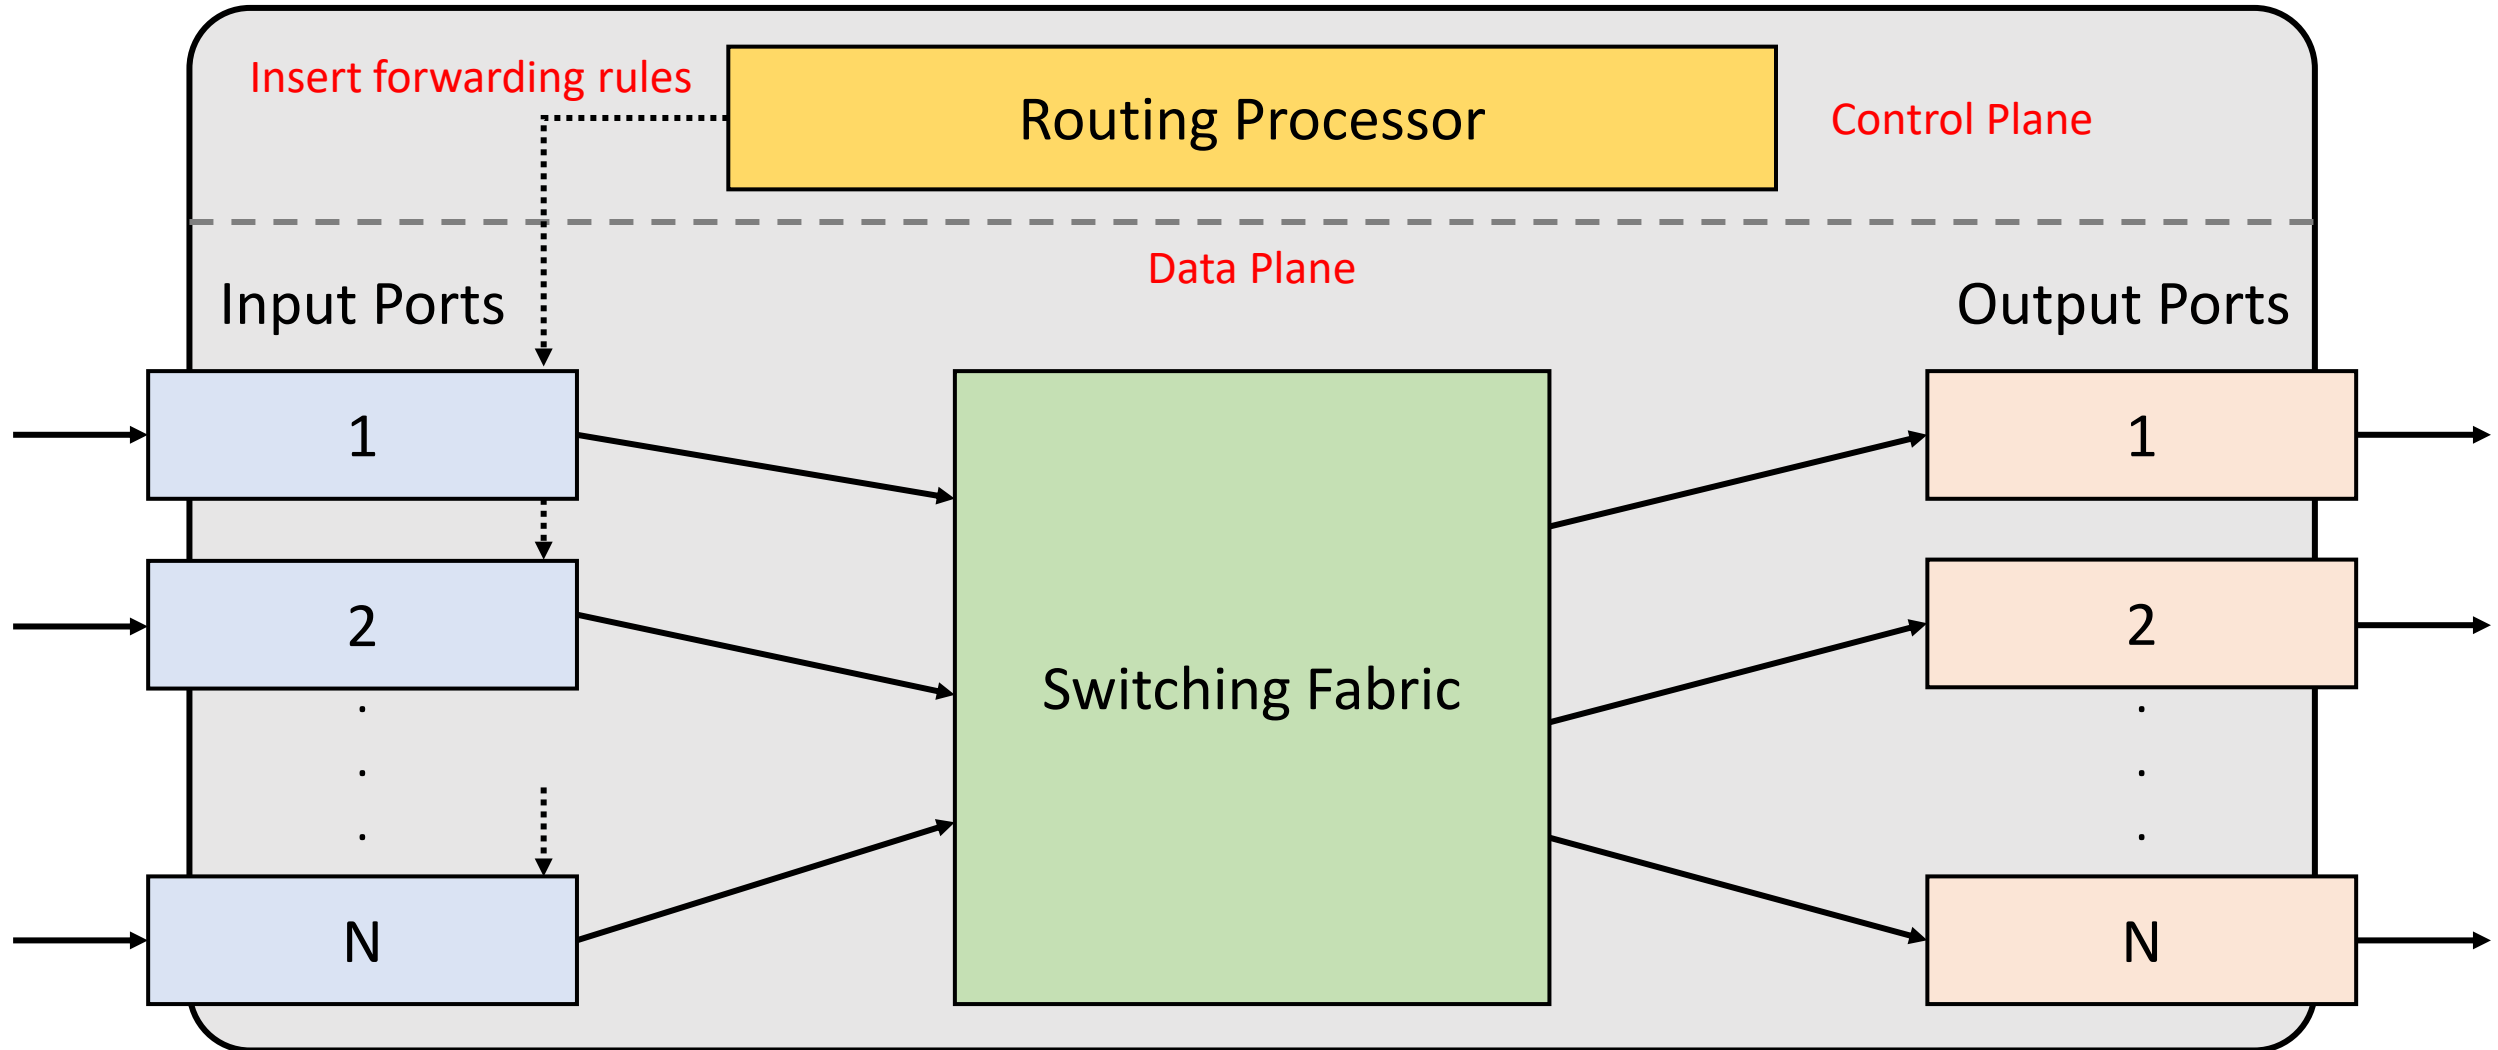 Insert forwarding rules
Routing Processor
Control Plane
Data Plane
Input Ports
Output Ports
1
1
2
2
Switching Fabric
.
.
.
.
.
.
N
N